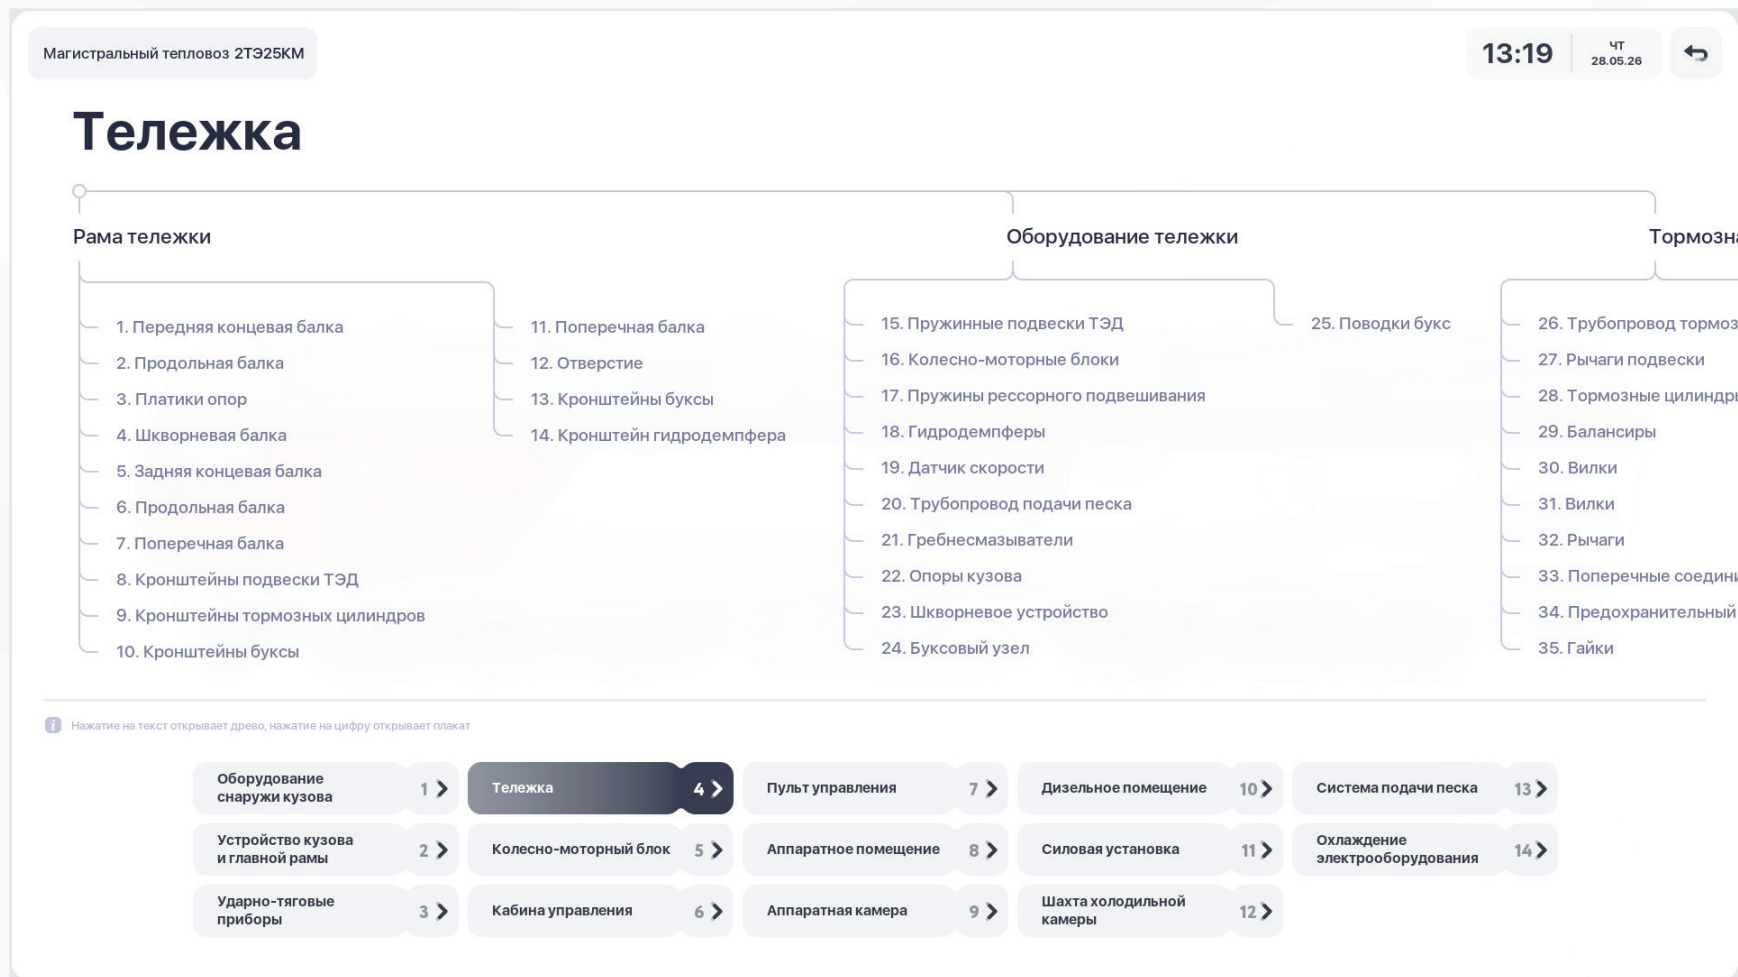 Магистральный тепловоз 2ТЭ25КМ
13:19
ЧТ
28.05.26
Тележка
Рама тележки
1. Передняя концевая балка
2. Продольная балка
3. Платики опор
4. Шкворневая балка
5. Задняя концевая балка
6. Продольная балка
7. Поперечная балка
8. Кронштейны подвески ТЭД
9. Кронштейны тормозных цилиндров
10. Кронштейны буксы
11. Поперечная балка
12. Отверстие
13. Кронштейны буксы
14. Кронштейн гидродемпфера
Оборудование тележки
15. Пружинные подвески ТЭД
16. Колесно-моторные блоки
17. Пружины рессорного подвешивания
18. Гидродемпферы
19. Датчик скорости
20. Трубопровод подачи песка
21. Гребнесмазыватели
22. Опоры кузова
23. Шкворневое устройство
24. Буксовый узел
25. Поводки букс
26. Трубопровод
27. Рычаги подвески
28. Тормозные
29. Балансиры
30. Вилки
31. Вилки
32. Рычаги
33. Поперечные
34. Предохранительный
35. Гайки
Нажатие на текст открывает древо, нажатие на цифру открывает плакат
Оборудование
снаружи кузова
1
Устройство кузова
и главной рамы
2
Ударно-тяговые
приборы
3
Тележка
4
Колесно-моторный блок
5
Кабина управления
6
Пульт управления
7
Аппаратное помещение
8
Аппаратная камера
9
Дизельное помещение
10
Силовая установка
11
Шахта холодильной
камеры
12
Система подачи песка
13
Охлаждение
электрооборудования
14